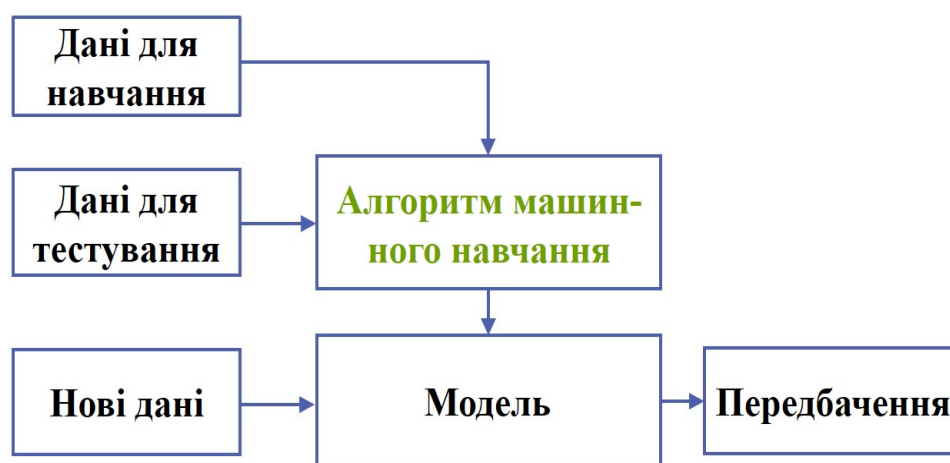 Дані для
навчання
Дані для
тестування
Алгоритм машин-
ного навчання
Нові дані
Модель
Передбачення